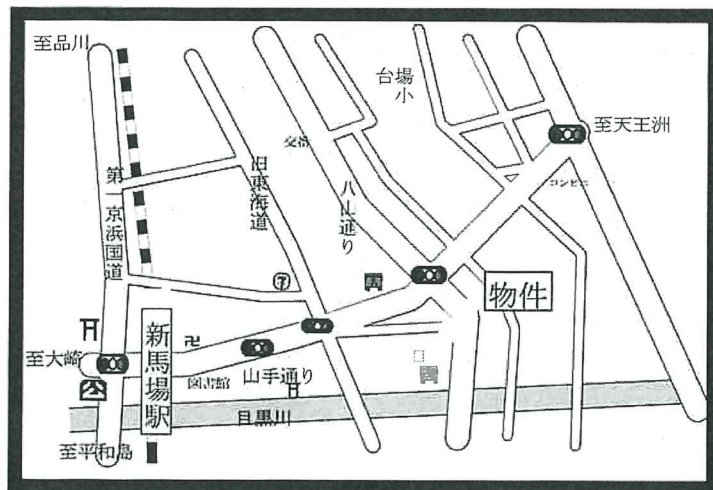 至品川
台場
小
至天王洲
交番
コンビニ
第一京浜国道
旧東海道
八山通り
物件
新馬場駅
卍
至大崎
図書館
山手通り
目黒川
至平和島